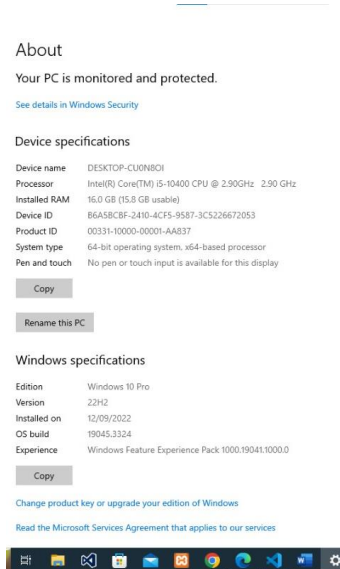 About
Your PC is monitored and protected.
See details in Windows Security
Device specifications
Device name DESKTOP-CU0N8OI
Processor Intel(R) Core(TM) i5-10400 CPU @ 2.90GHz 2.90 GHz
Installed RAM 16.0 GB (15.8 GB usable)
Device ID B6A5BCBF-2410-4CF5-9587-3C5226672053
Product ID 00331-10000-00001-AA837
System type 64-bit operating system, x64-based processor
Pen and touch No pen or touch input is available for this display
Copy
Rename this PC
Windows specifications
Edition Windows 10 Pro
Version 22H2
Installed on 12/09/2022
OS build 19045.3324
Experience Windows Feature Experience Pack 1000.19041.1000.0
Copy
Change product key or upgrade your edition of Windows
Read the Microsoft Services Agreement that applies to our services